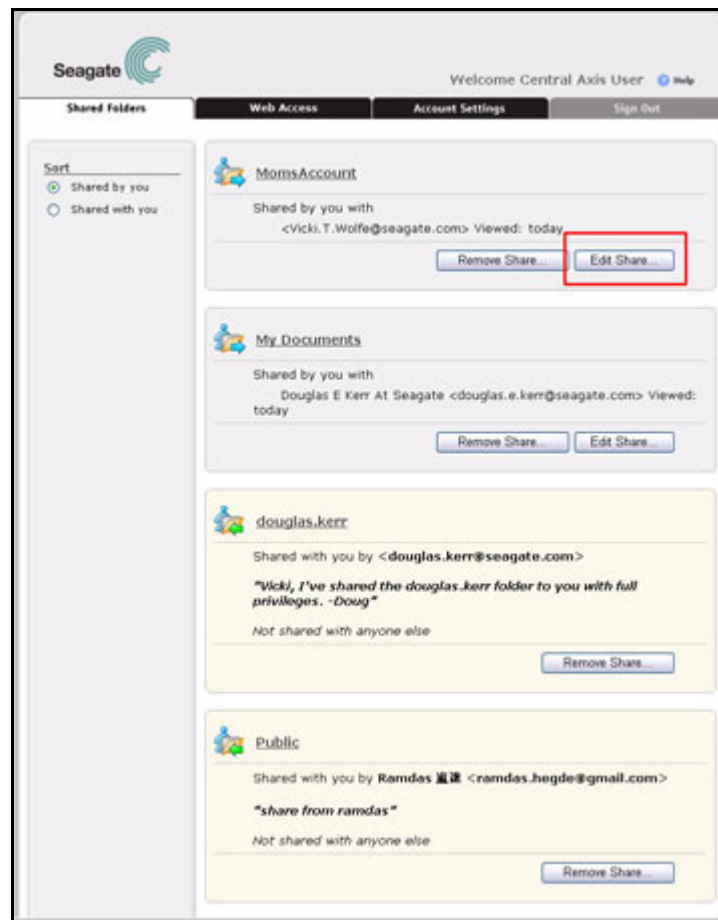 Seagate
Welcome Central Axis User
Help
Shared Folders
Web Access
Account Settings
Sign Out
Sort
Shared by you
Shared with you
MomsAccount
Shared by you with
<Vicki.T.Wolfe@seagate.com> Viewed: today
Remove Share...
Edit Share...
My Documents
Shared by you with
Douglas E Kerr At Seagate <douglas.e.kerr@seagate.com> Viewed:
today
Remove Share...
Edit Share...
douglas.kerr
Shared with you by <douglas.kerr@seagate.com>
"Vicki, I've shared the douglas.kerr folder to you with full
privileges. -Doug"
Not shared with anyone else
Remove Share...
Public
Shared with you by Ramdas <ramdas.hegde@gmail.com>
"share from ramdas"
Not shared with anyone else
Remove Share...